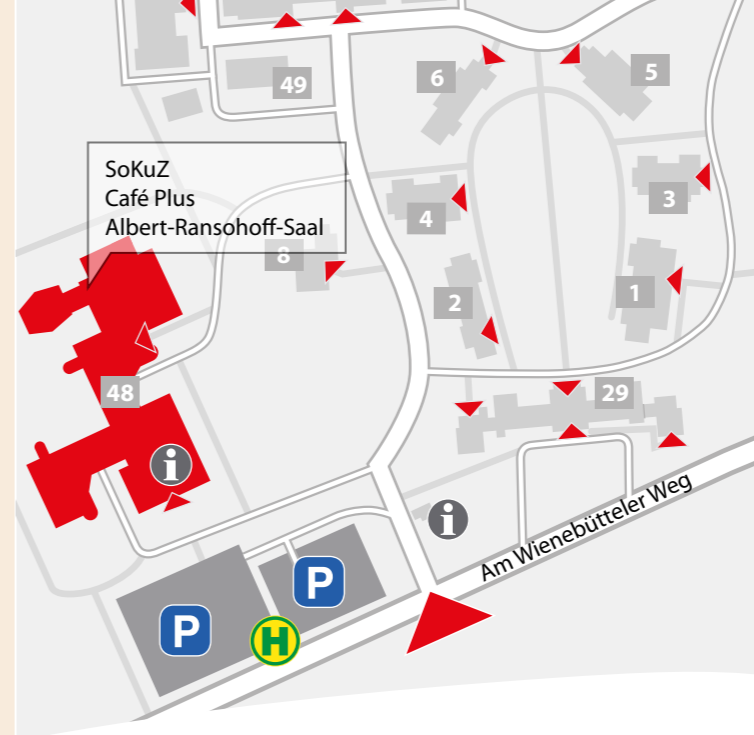 49
6
5
SoKuZ
Café Plus
Albert-Ransohoff-Saal
3
4
8
1
2
48
29
i
i
Am Wienebütteler Weg
P
P
H